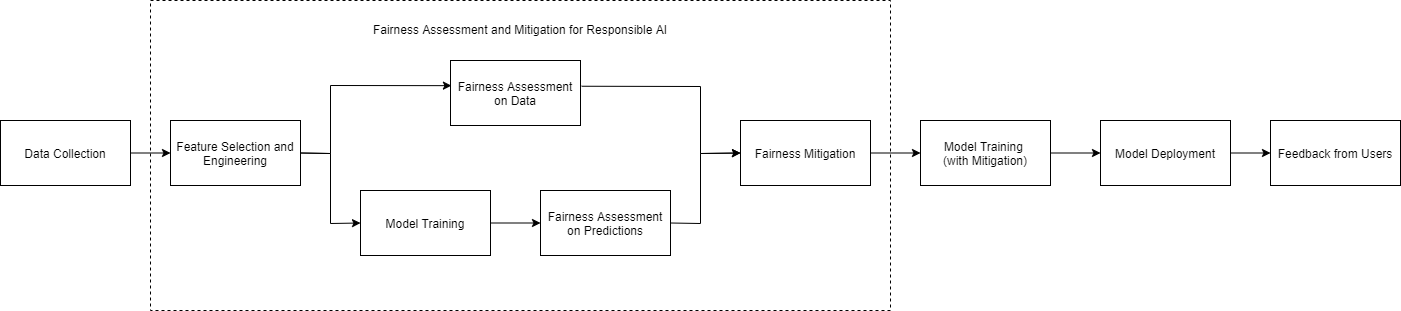 Fairness Assessment and Mitigation for Responsible AI
Data Collection
Feature Selection and
Engineering
Fairness Assessment
on Data
Model Training
Fairness Assessment
on Predictions
Fairness Mitigation
Model Training
(with Mitigation)
Model Deployment
Feedback from Users